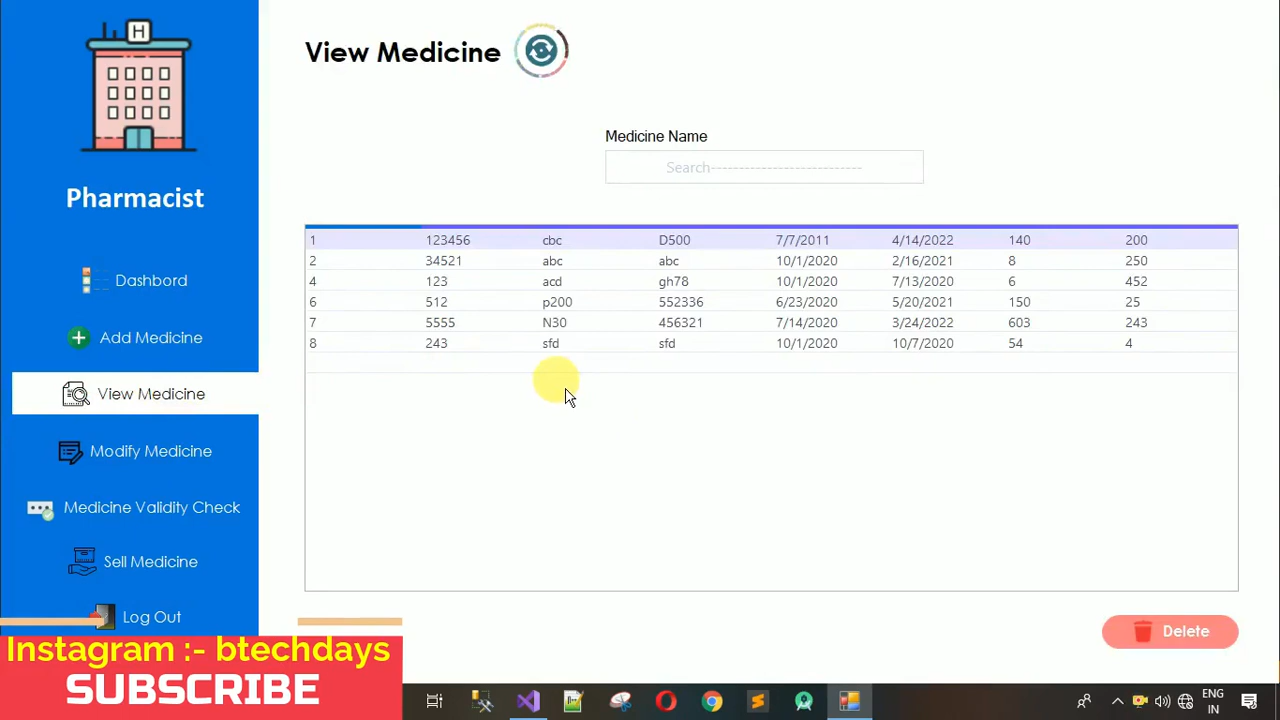 H
View Medicine
Medicine Name
Search--------------------------
Pharmacist
1 123456 cbc D500 7/7/2011 4/14/2022 140 200
2 34521 abc abc 10/1/2020 2/16/2021 8 250
4 123 acd gh78 10/1/2020 7/13/2020 6 452
6 512 p200 552336 6/23/2020 5/20/2021 150 25
7 5555 N30 456321 7/14/2020 3/24/2022 603 243
8 243 sfd sfd 10/1/2020 10/7/2020 54 4
Dashbord
Add Medicine
View Medicine
Modify Medicine
Medicine Validity Check
Sell Medicine
Log Out
Delete
Instagram :- btechdays
SUBSCRIBE
ENG
IN